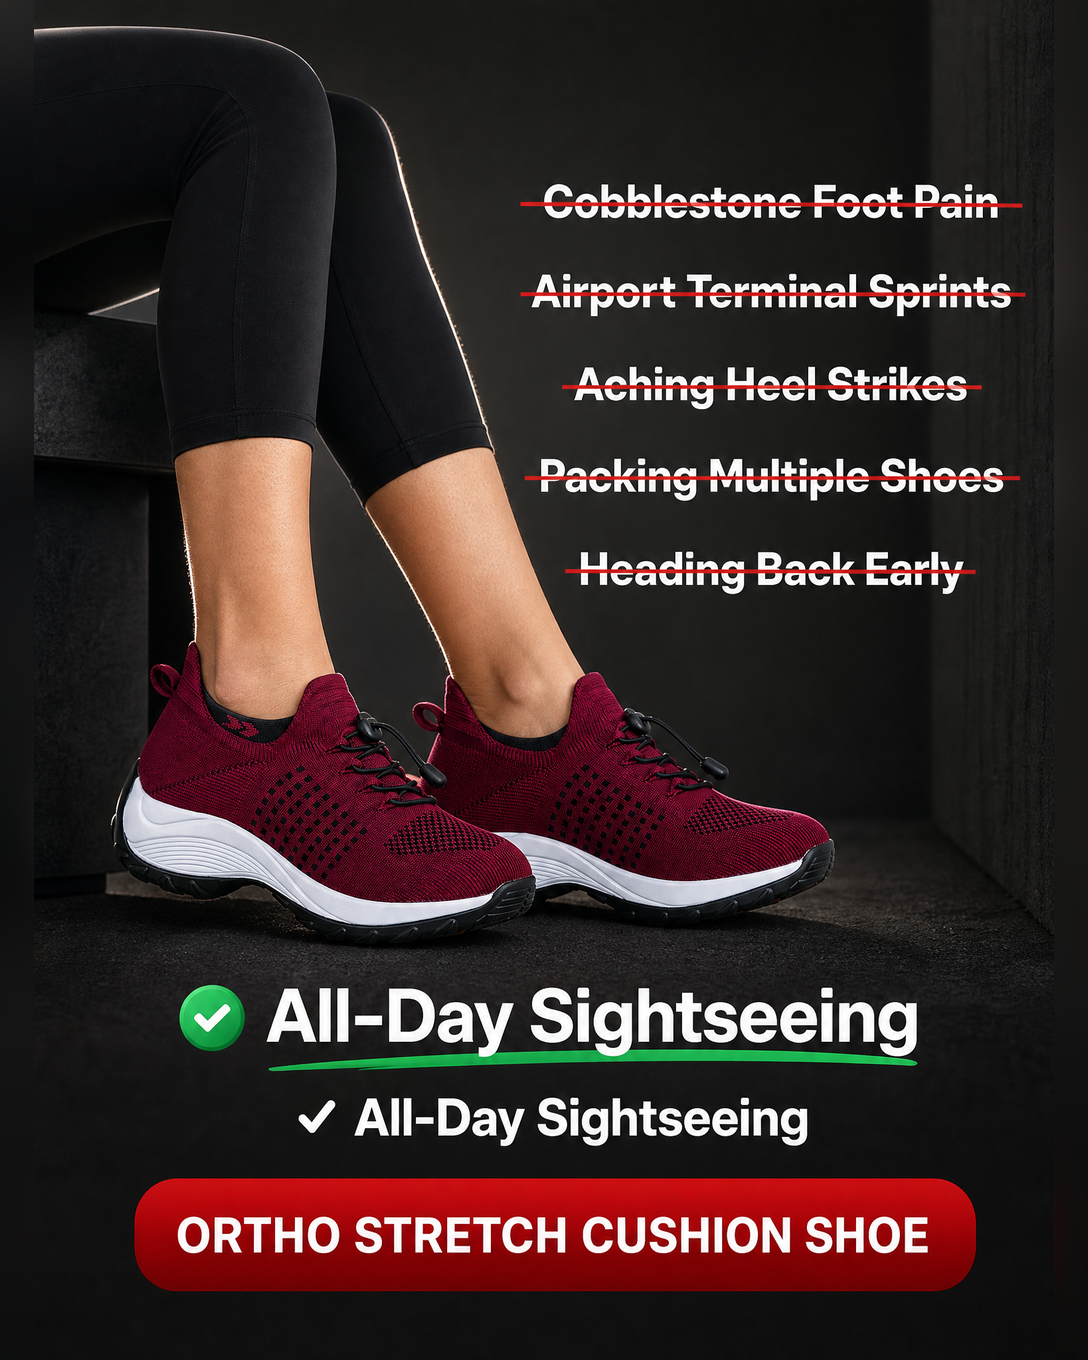 Cobblestone Foot Pain
Airport Terminal Sprints
Aching Heel Strikes
Packing Multiple Shoes
Heading Back Early
All-Day Sightseeing
All-Day Sightseeing
ORTHO STRETCH CUSHION SHOE